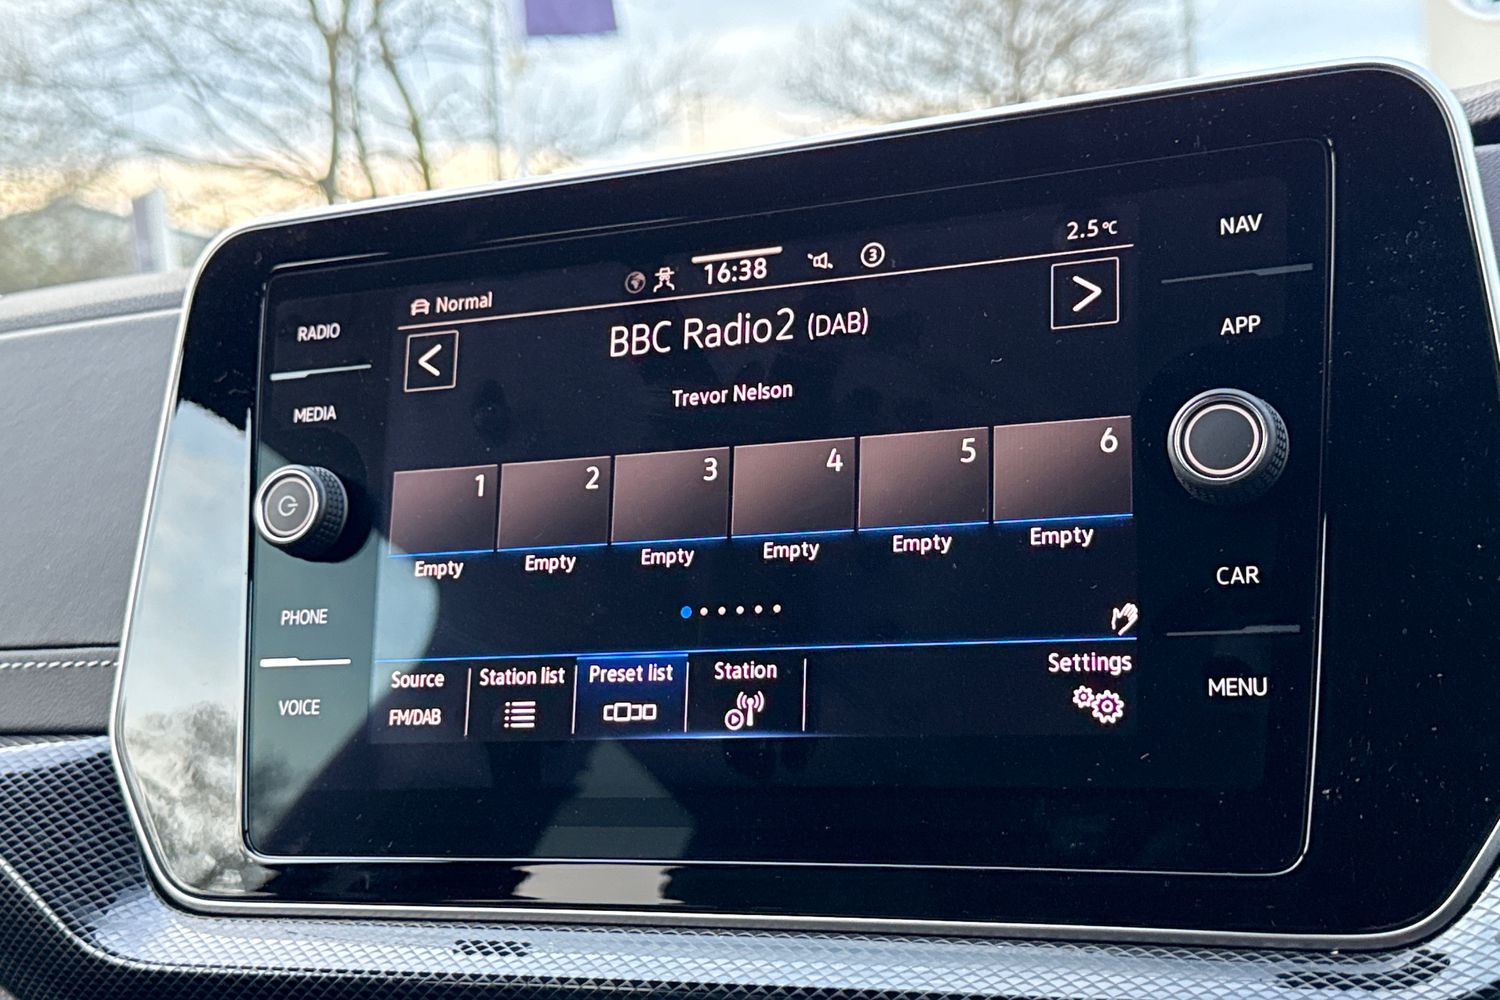 2.5°C
NAV
16:38
3
Normal
RADIO
BBC Radio2 (DAB)
APP
MEDIA
Trevor Nelson
1 2 3 4 5 6
Empty Empty Empty Empty Empty Empty
CAR
PHONE
Source Station list Preset list Station Settings
FM/DAB
VOICE
MENU